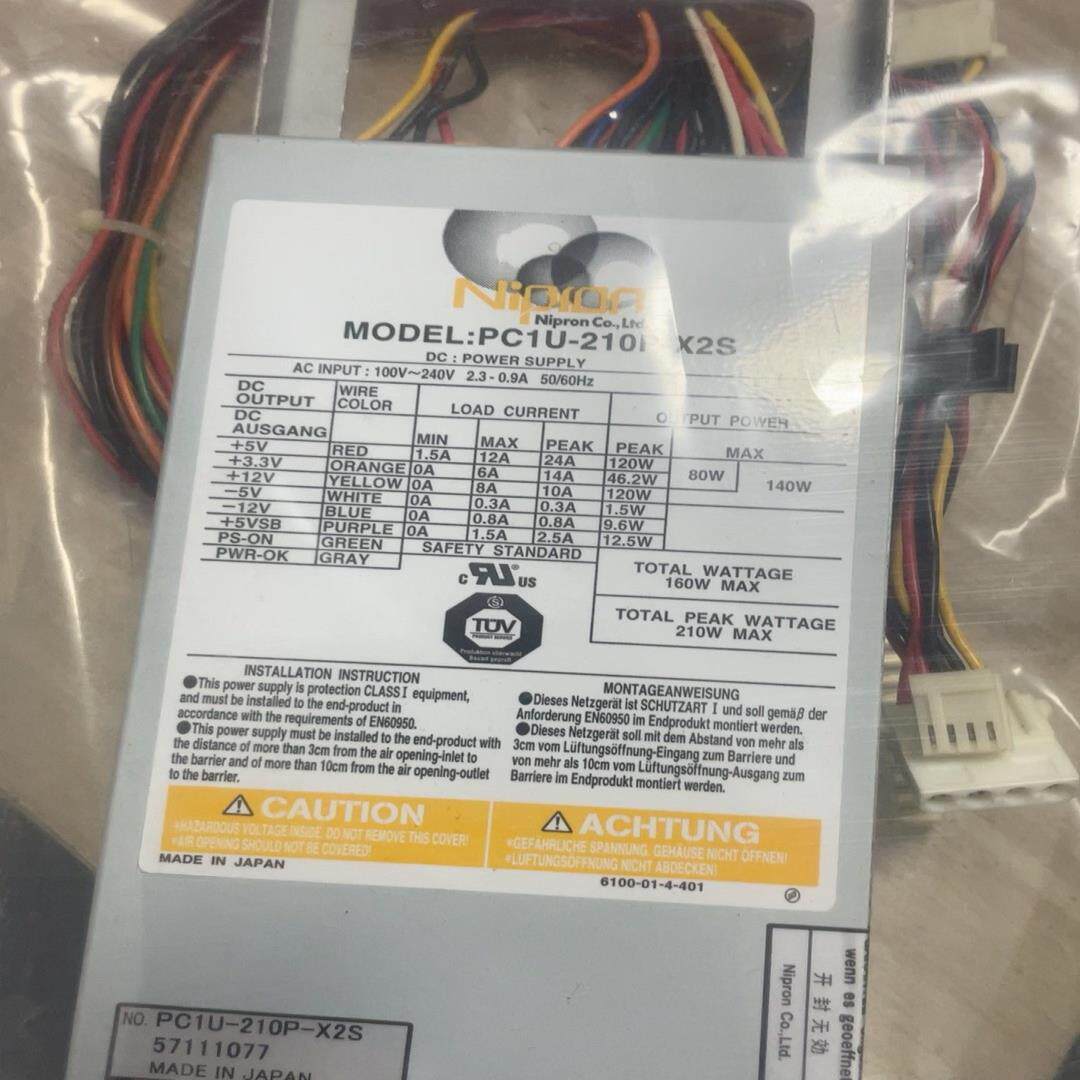 Nipron
Nipron Co.,Ltd
MODEL:PC1U-210P-X2S
DC : POWER SUPPLY
AC INPUT : 100V~240V 2.3 - 0.9A 50/60Hz
DC OUTPUT WIRE COLOR LOAD CURRENT OUTPUT POWER
DC AUSGANG MIN MAX PEAK PEAK MAX
+5V RED 1.5A 12A 24A 120W 80W 140W
+3.3V ORANGE 0A 6A 14A 46.2W
+12V YELLOW 0A 8A 10A 120W
-5V WHITE 0A 0.3A 0.3A 1.5W
-12V BLUE 0A 0.8A 0.8A 9.6W
+5VSB PURPLE 0A 1.5A 2.5A 12.5W
PS-ON GREEN
PWR-OK GRAY
SAFETY STANDARD
TOTAL WATTAGE
160W MAX
TOTAL PEAK WATTAGE
210W MAX
c RU® US
TÜV
PRODUCT SERVICE
Produktion überwacht
Bauart geprüft
INSTALLATION INSTRUCTION
●This power supply is protection CLASS I equipment,
and must be installed to the end-product in
accordance with the requirements of EN60950.
●This power supply must be installed to the end-product with
the distance of more than 3cm from the air opening-inlet to
the barrier and of more than 10cm from the air opening-outlet
to the barrier.
MONTAGEANWEISUNG
●Dieses Netzgerät ist SCHUTZART I und soll gemäβ der
Anforderung EN60950 im Endprodukt montiert werden.
●Dieses Netzgerät soll mit dem Abstand von mehr als
3cm vom Lüftungsöffnung-Eingang zum Barriere und
von mehr als 10cm vom Lüftungsöffnung-Ausgang zum
Barriere im Endprodukt montiert werden.
⚠CAUTION
*HAZARDOUS VOLTAGE INSIDE. DO NOT REMOVE THIS COVER!
*AIR OPENING SHOULD NOT BE COVERED!
⚠ACHTUNG
*GEFÄHRLICHE SPANNUNG. GEHÄUSE NICHT ÖFFNEN!
*LÜFTUNGSÖFFNUNG NICHT ABDECKEN!
MADE IN JAPAN
6100-01-4-401
NO. PC1U-210P-X2S
57111077
MADE IN JAPAN
wenn es geoeffnet
开封无效
Nipron Co.,Ltd.